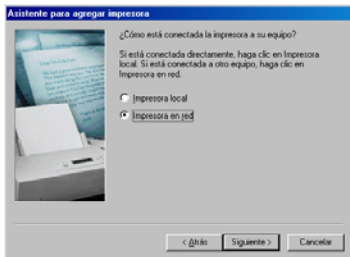 Asistente para agregar impresora
¿Cómo está conectada la impresora a su equipo?
Si está conectada directamente, haga clic en Impresora
local. Si está conectada a otro equipo, haga clic en
Impresora en red.
Impresora local
Impresora en red
< Atrás
Siguiente >
Cancelar